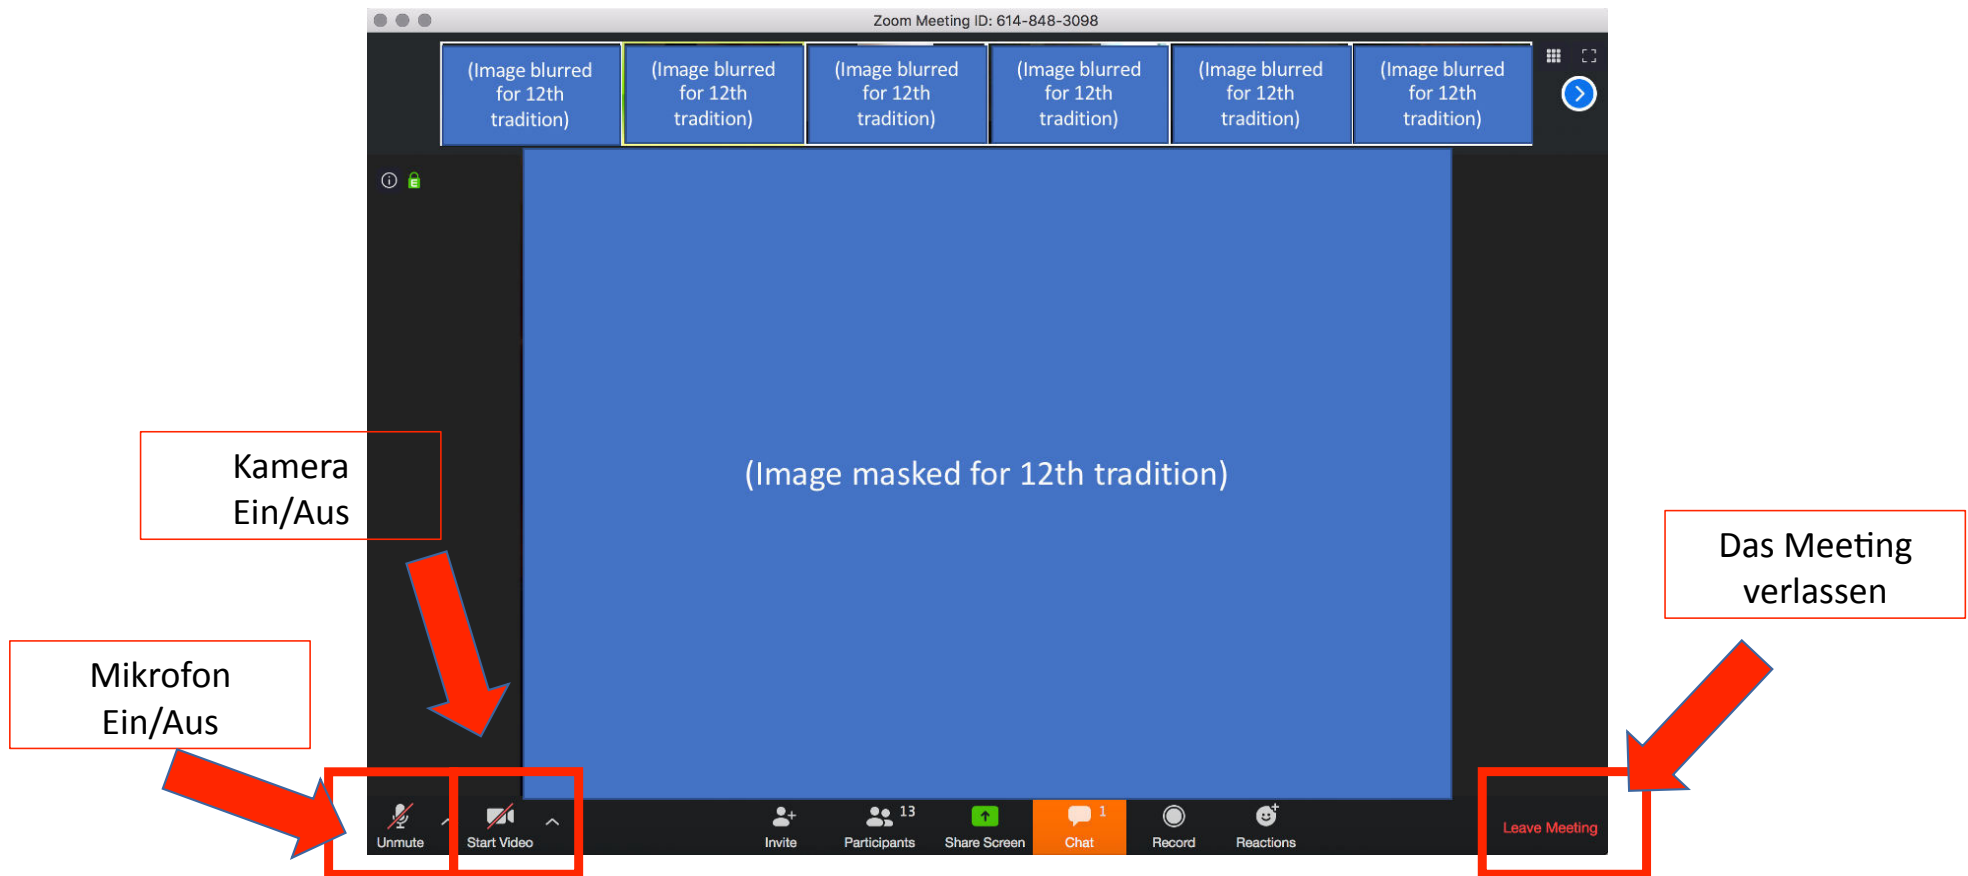 Zoom Meeting ID: 614-848-3098
(Image blurred
for 12th
tradition)
(Image blurred
for 12th
tradition)
(Image blurred
for 12th
tradition)
(Image blurred
for 12th
tradition)
(Image blurred
for 12th
tradition)
(Image blurred
for 12th
tradition)
E
(Image masked for 12th tradition)
Kamera
Ein/Aus
Das Meeting
verlassen
Mikrofon
Ein/Aus
Unmute
Start Video
Invite
13
Participants
Share Screen
1
Chat
Record
Reactions
Leave Meeting